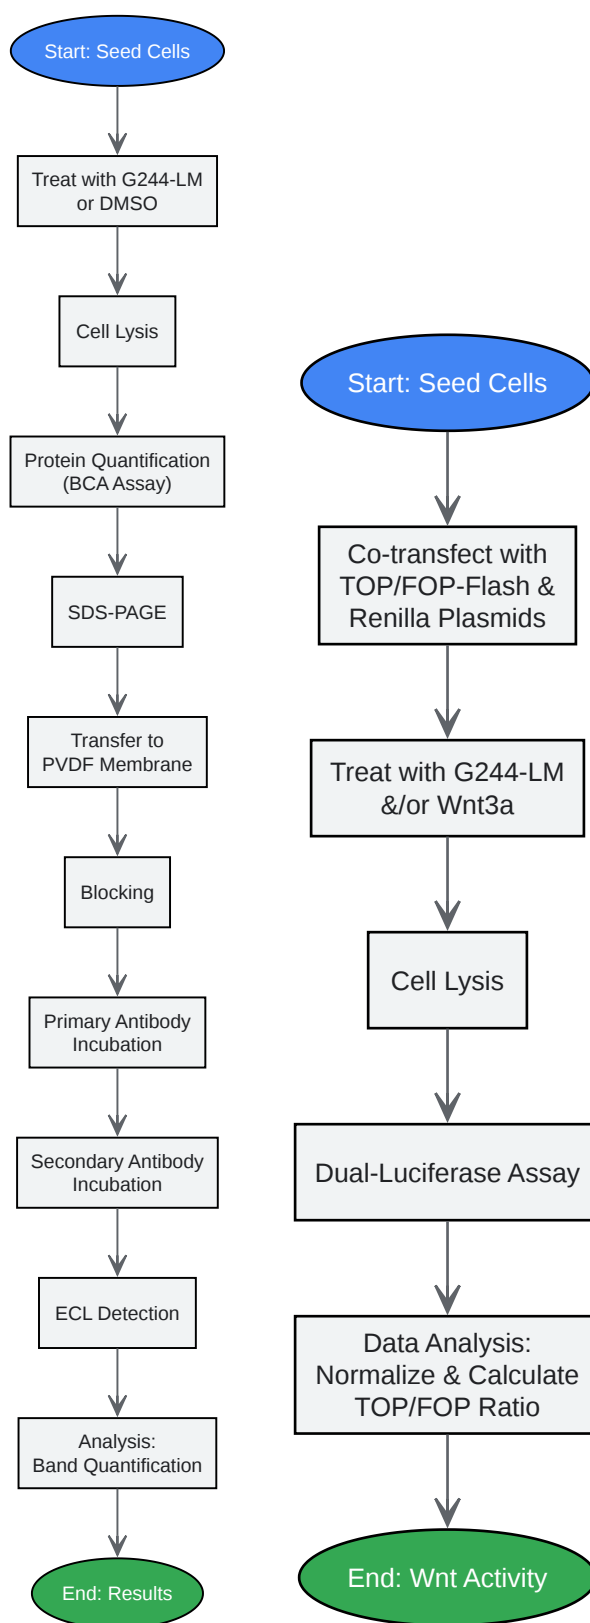 Start: Seed Cells
Treat with G244-LM
or DMSO
Cell Lysis
Protein Quantification
(BCA Assay)
SDS-PAGE
Transfer to
PVDF Membrane
Blocking
Primary Antibody
Incubation
Secondary Antibody
Incubation
ECL Detection
Analysis:
Band Quantification
End: Results
Start: Seed Cells
Co-transfect with
TOP/FOP-Flash &
Renilla Plasmids
Treat with G244-LM
&/or Wnt3a
Cell Lysis
Dual-Luciferase Assay
Data Analysis:
Normalize & Calculate
TOP/FOP Ratio
End: Wnt Activity